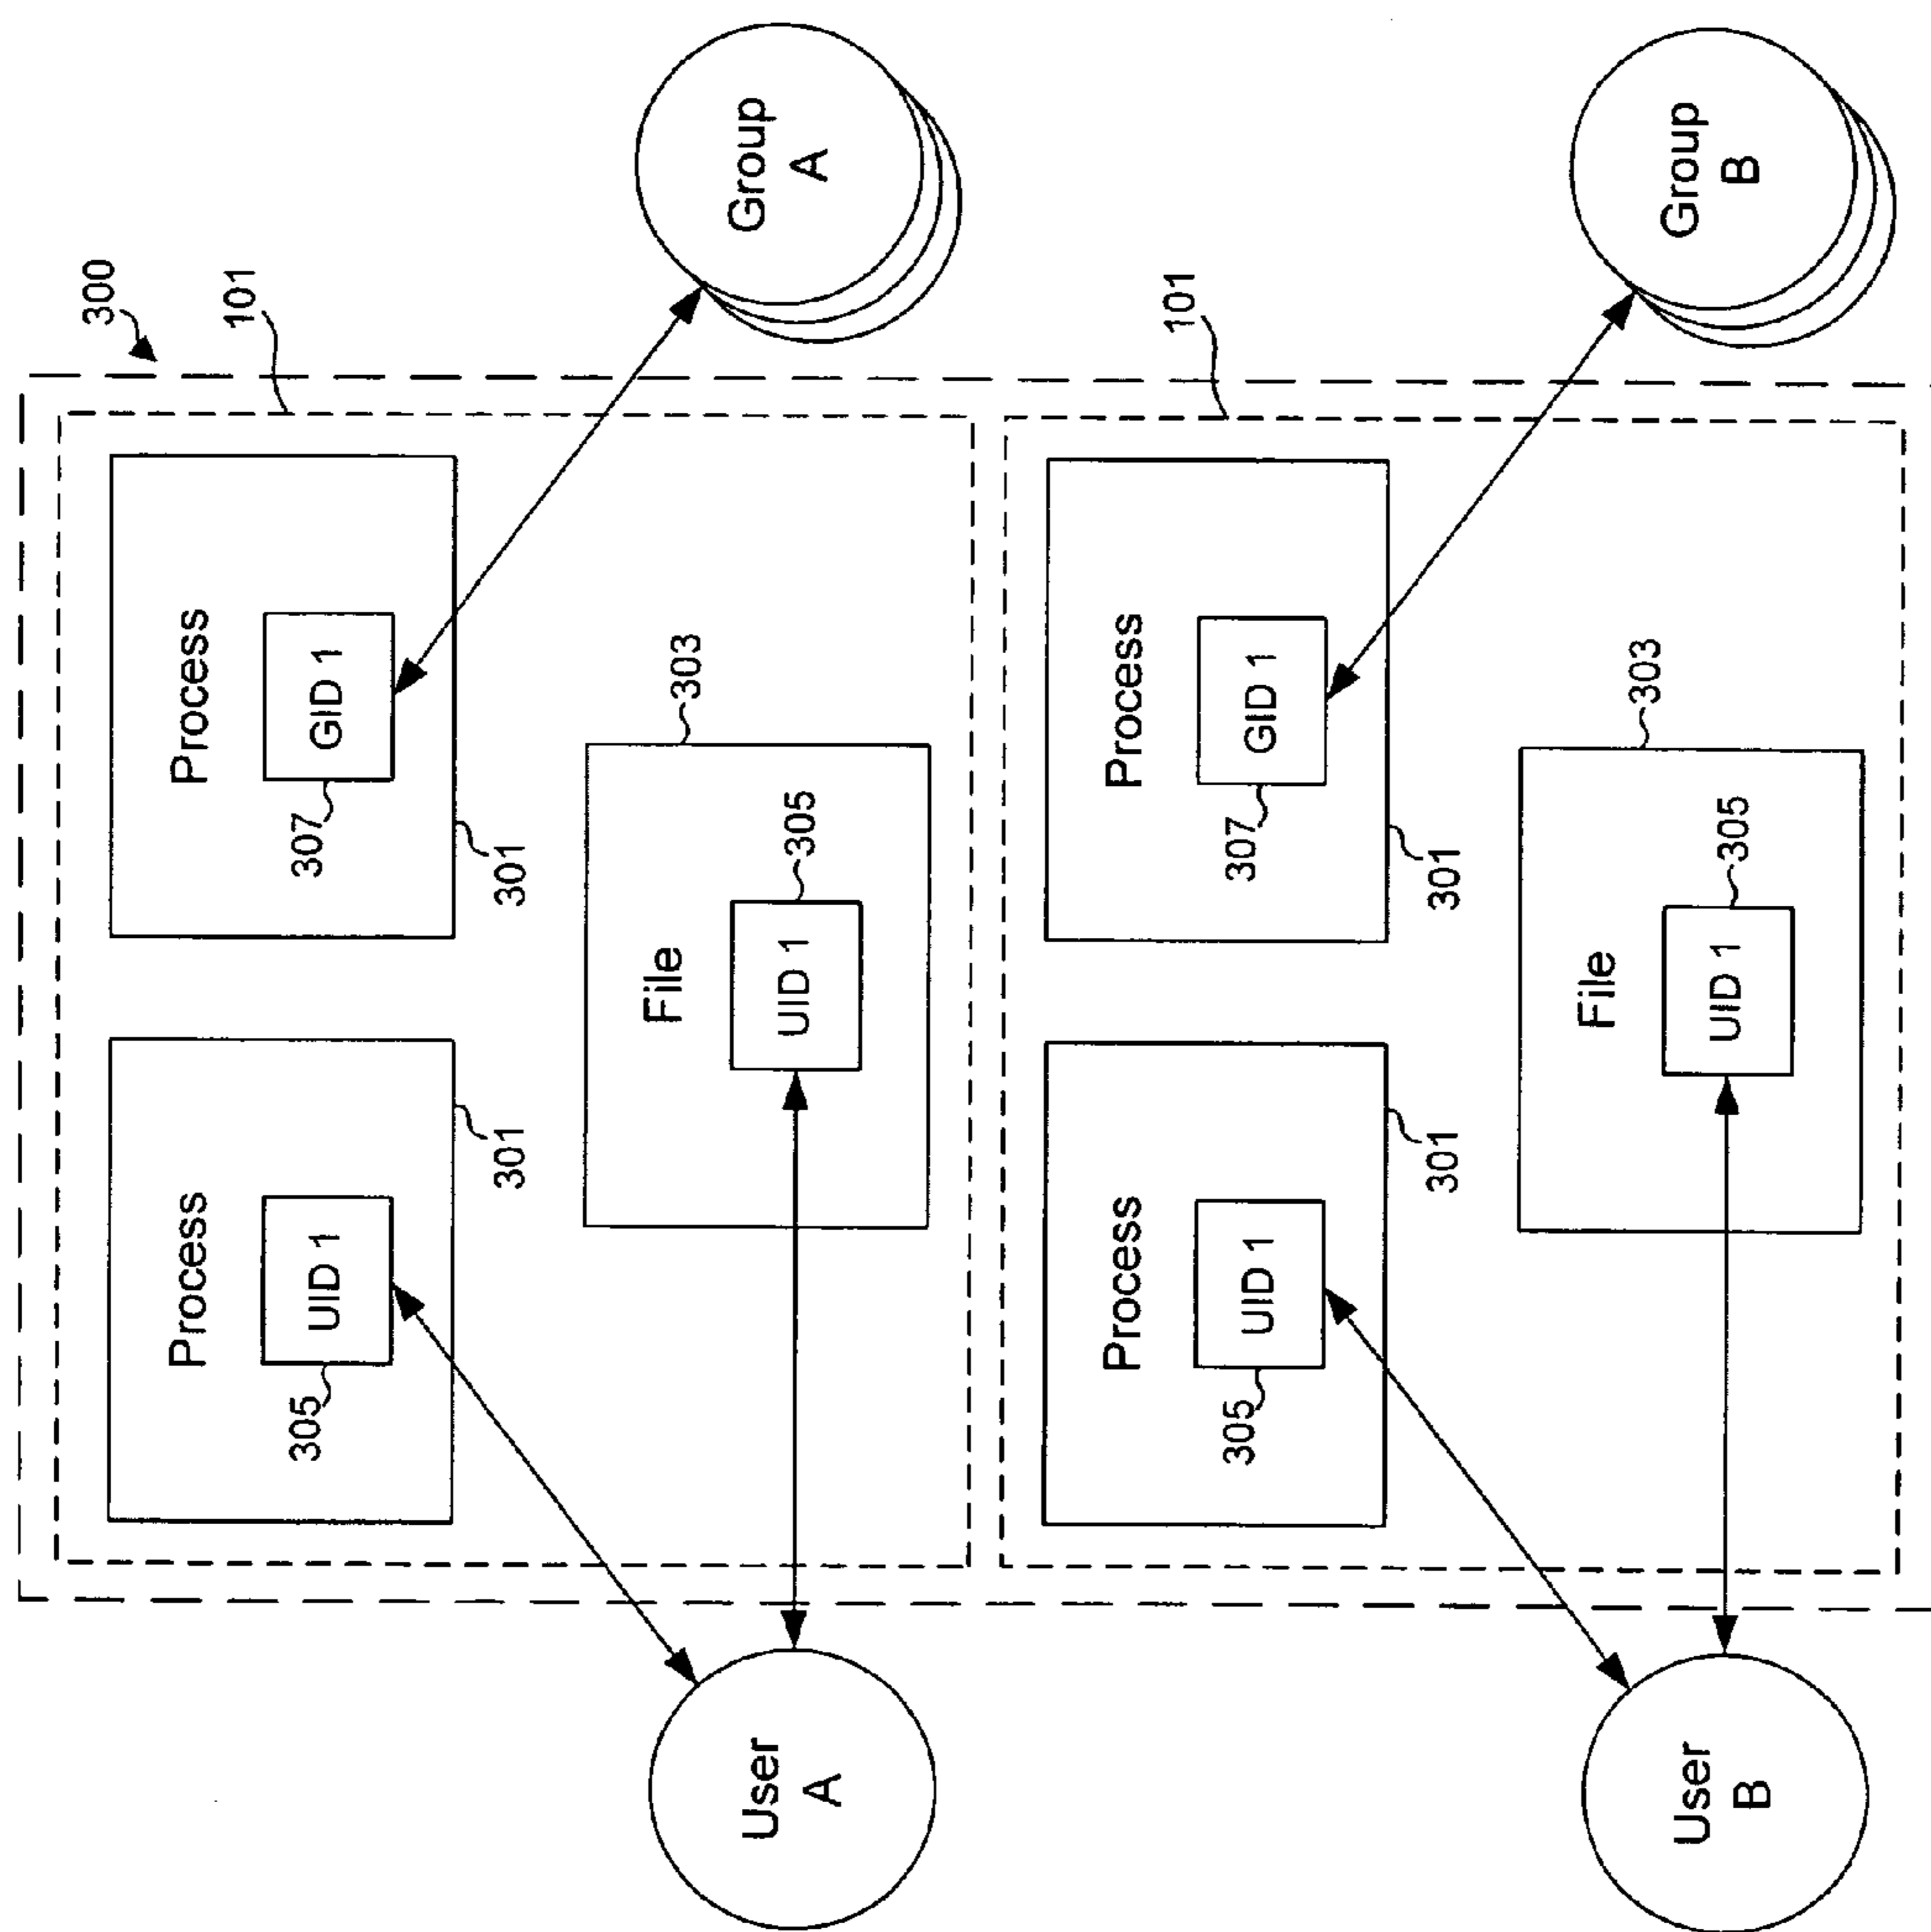 300
101
Process
UID 1
305
301
Process
GID 1
307
301
File
UID 1
305
303
User
A
Group
A
101
Process
UID 1
305
301
Process
GID 1
307
301
File
UID 1
305
303
User
B
Group
B